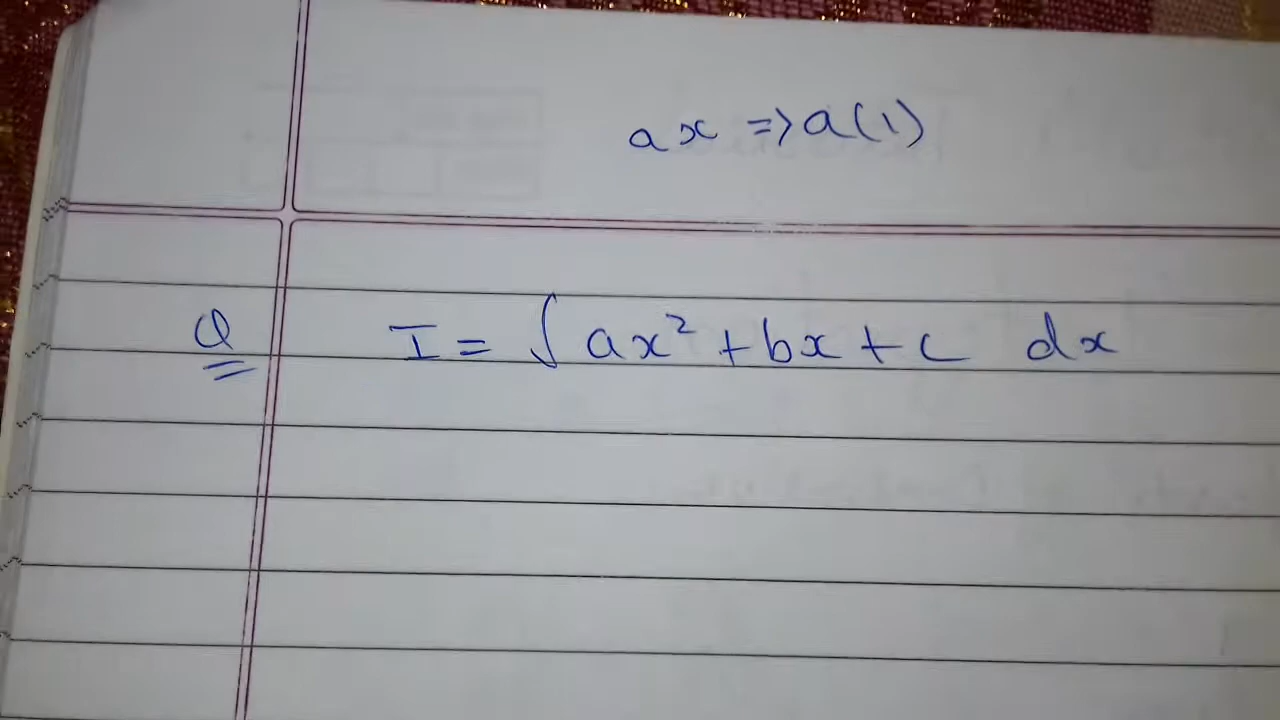 ax => a(1)
Q I = ∫ ax² + bx + c dx